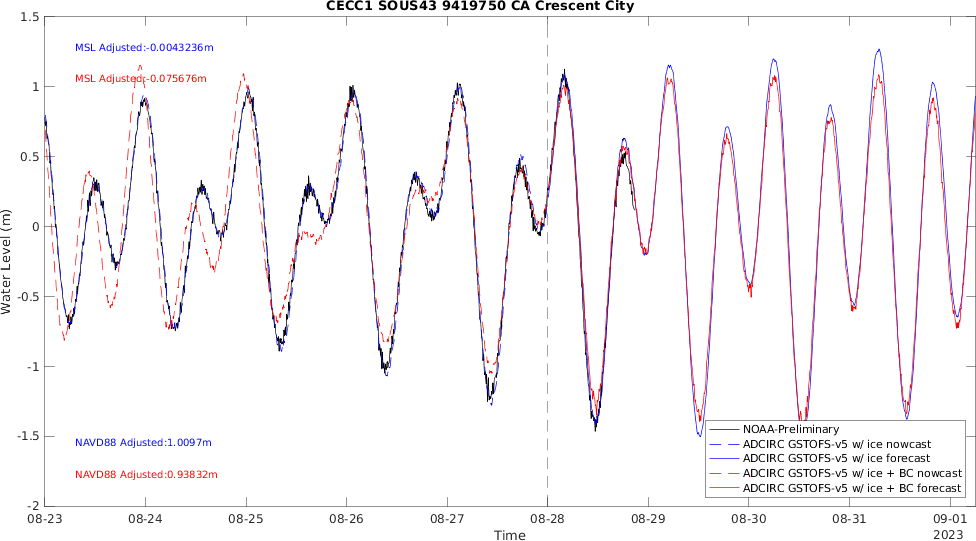 CECC1 SOUS43 9419750 CA Crescent City
1.5
1
0.5
0
-0.5
-1
-1.5
-2
Water Level (m)
MSL Adjusted:-0.0043236m
MSL Adjusted:-0.075676m
NAVD88 Adjusted:1.0097m
NAVD88 Adjusted:0.93832m
NOAA-Preliminary
ADCIRC GSTOFS-v5 w/ ice nowcast
ADCIRC GSTOFS-v5 w/ ice forecast
ADCIRC GSTOFS-v5 w/ ice + BC nowcast
ADCIRC GSTOFS-v5 w/ ice + BC forecast
08-23 08-24 08-25 08-26 08-27 08-28 08-29 08-30 08-31 09-01
2023
Time